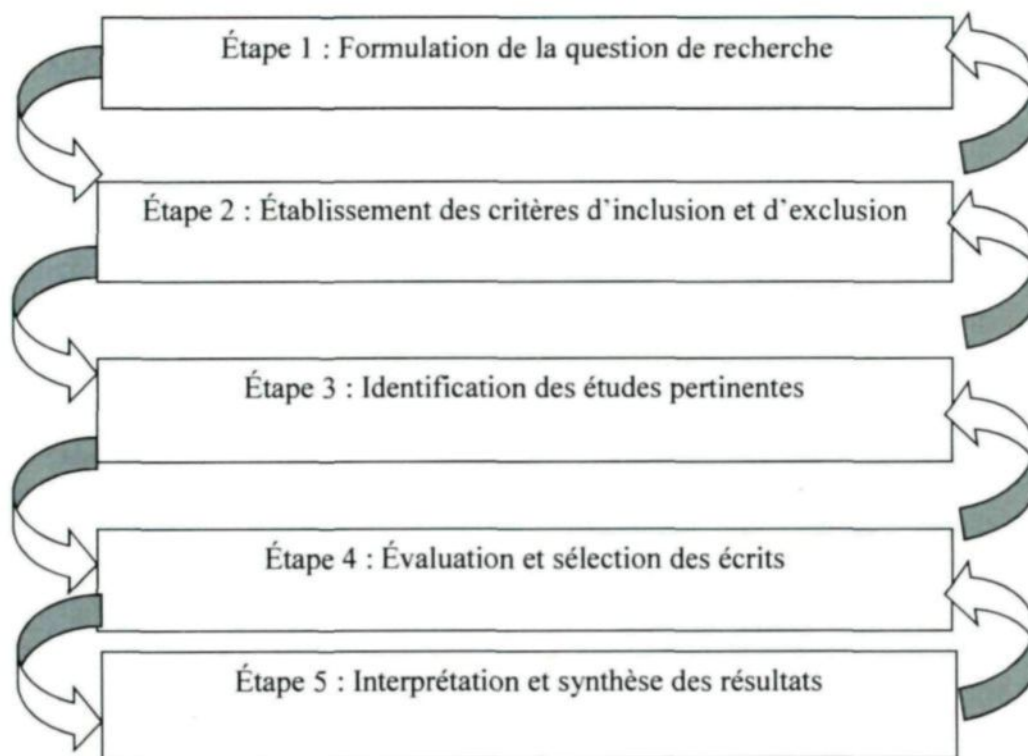 Étape 1 : Formulation de la question de recherche
Étape 2 : Établissement des critères d'inclusion et d'exclusion
Étape 3 : Identification des études pertinentes
Étape 4 : Évaluation et sélection des écrits
Étape 5 : Interprétation et synthèse des résultats